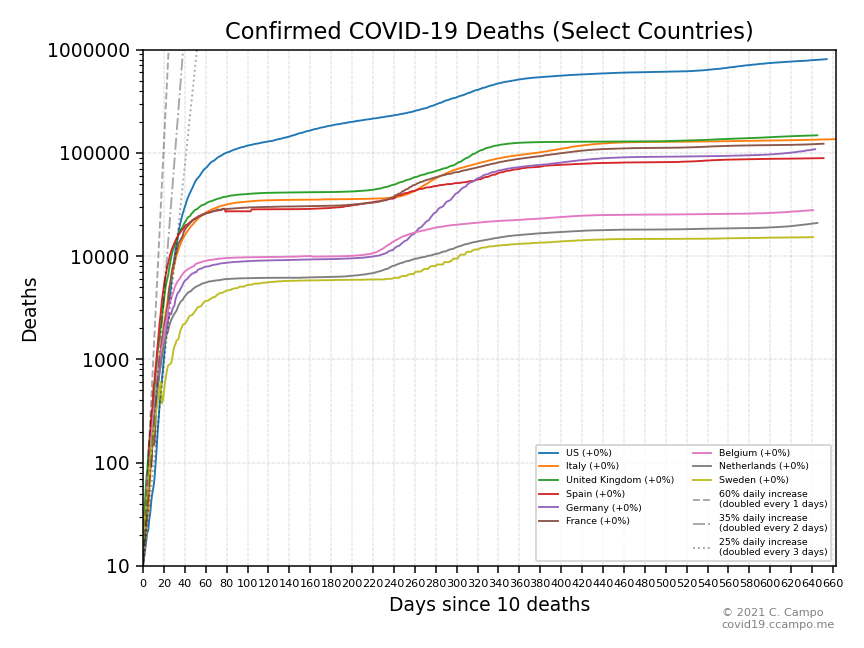 Confirmed COVID-19 Deaths (Select Countries)
1000000
100000
10000
1000
100
10
Deaths
US (+0%)
Italy (+0%)
United Kingdom (+0%)
Spain (+0%)
Germany (+0%)
France (+0%)
Belgium (+0%)
Netherlands (+0%)
Sweden (+0%)
60% daily increase
(doubled every 1 days)
35% daily increase
(doubled every 2 days)
25% daily increase
(doubled every 3 days)
0 20 40 60 80 100 120 140 160 180 200 220 240 260 280 300 320 340 360 380 400 420 440 460 480 500 520 540 560 580 600 620 640 660
Days since 10 deaths
© 2021 C. Campo
covid19.ccampo.me